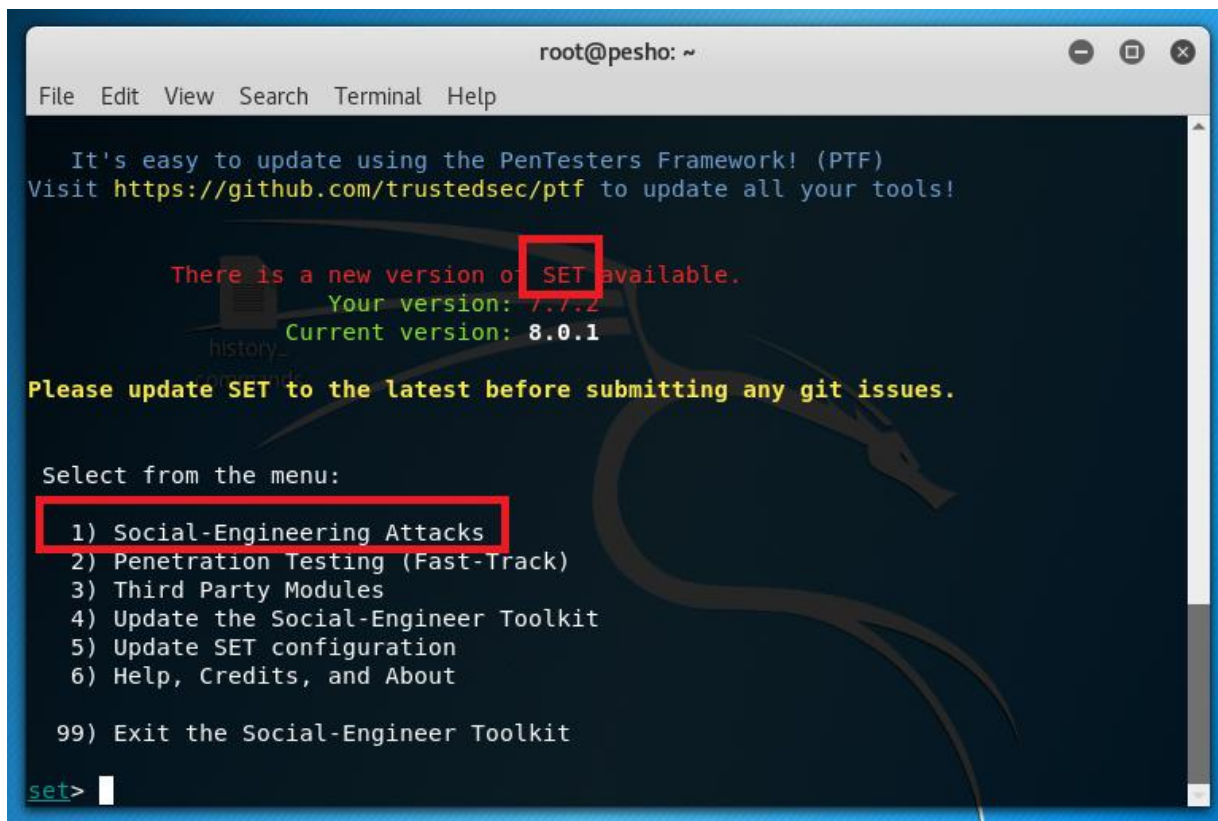 root@pesho: ~
File Edit View Search Terminal Help
It's easy to update using the PenTesters Framework! (PTF)
Visit https://github.com/trustedsec/ptf to update all your tools!
There is a new version of SET available.
Your version: 7.7.2
Current version: 8.0.1
history_
commands
Please update SET to the latest before submitting any git issues.
Select from the menu:
1) Social-Engineering Attacks
2) Penetration Testing (Fast-Track)
3) Third Party Modules
4) Update the Social-Engineer Toolkit
5) Update SET configuration
6) Help, Credits, and About
99) Exit the Social-Engineer Toolkit
set>